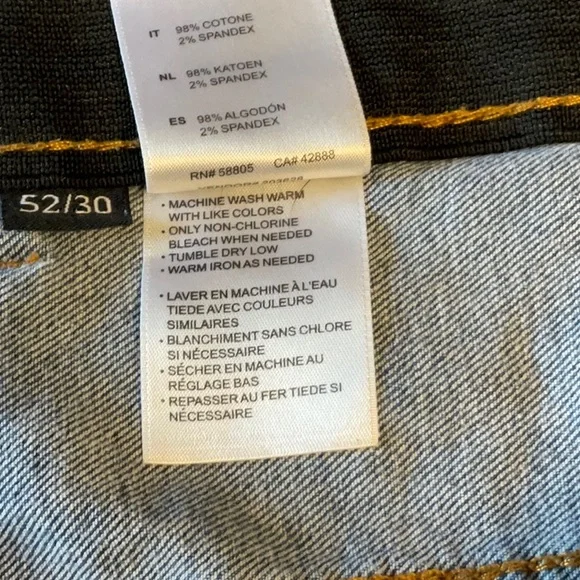 IT 98% COTONE
2% SPANDEX
NL 98% KATOEN
2% SPANDEX
ES 98% ALGODÓN
2% SPANDEX
RN# 58805 CA# 42888
52/30
• MACHINE WASH WARM
WITH LIKE COLORS
• ONLY NON-CHLORINE
BLEACH WHEN NEEDED
• TUMBLE DRY LOW
• WARM IRON AS NEEDED
• LAVER EN MACHINE À L'EAU
TIEDE AVEC COULEURS
SIMILAIRES
• BLANCHIMENT SANS CHLORE
SI NÉCESSAIRE
• SÉCHER EN MACHINE AU
RÉGLAGE BAS
• REPASSER AU FER TIEDE SI
NÉCESSAIRE